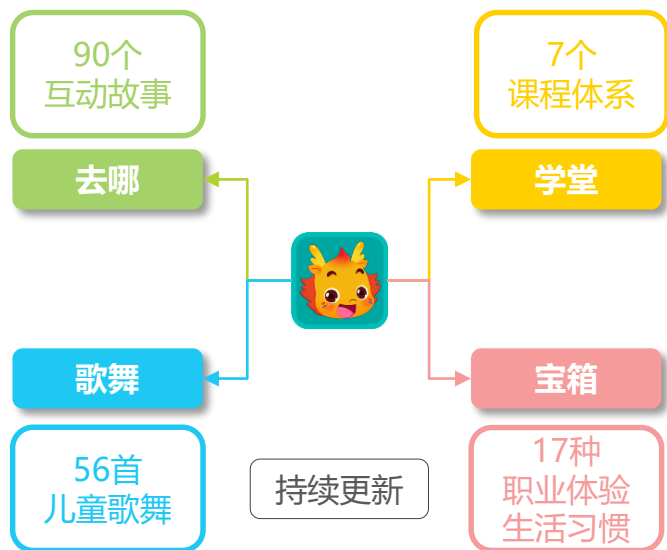 90个
互动故事
去哪
7个
课程体系
学堂
歌舞
56首
儿童歌舞
宝箱
17种
职业体验
生活习惯
持续更新